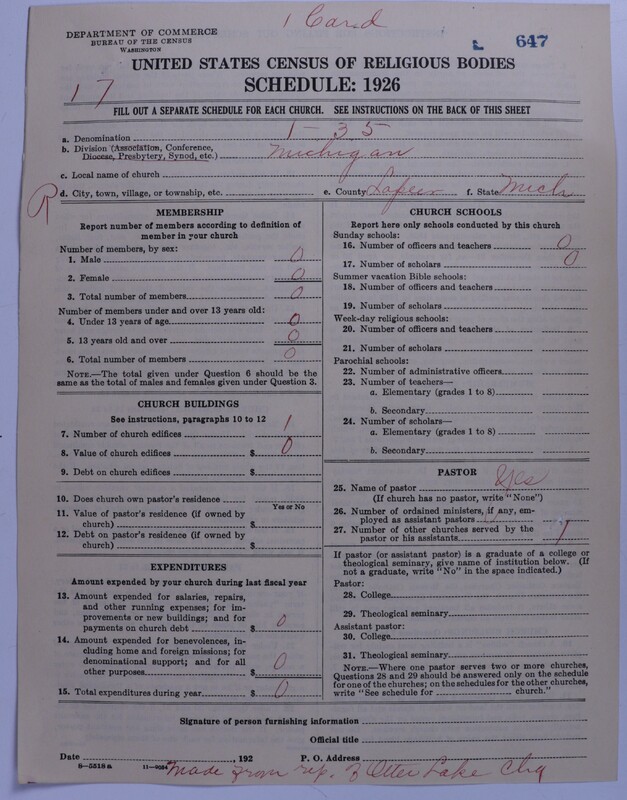 1 Card
DEPARTMENT OF COMMERCE
BUREAU OF THE CENSUS
WASHINGTON
647
UNITED STATES CENSUS OF RELIGIOUS BODIES
SCHEDULE: 1926
17
FILL OUT A SEPARATE SCHEDULE FOR EACH CHURCH. SEE INSTRUCTIONS ON THE BACK OF THIS SHEET
a. Denomination 1-35
b. Division (Association, Conference, Diocese, Presbytery, Synod, etc.) Michigan
c. Local name of church
R
d. City, town, village, or township, etc. e. County Lapeer f. State Mich
MEMBERSHIP
Report number of members according to definition of
member in your church
Number of members, by sex:
1. Male 0
2. Female 0
3. Total number of members 0
Number of members under and over 13 years old:
4. Under 13 years of age 0
5. 13 years old and over 0
6. Total number of members 0
NOTE.—The total given under Question 6 should be
same as the total of males and females given under Question 3.
CHURCH BUILDINGS
See instructions, paragraphs 10 to 12
7. Number of church edifices 1
8. Value of church edifices $ 0
9. Debt on church edifices $
10. Does church own pastor's residence
Yes or No
11. Value of pastor's residence (if owned by
church) $
12. Debt on pastor's residence (if owned by
church) $
EXPENDITURES
Amount expended by your church during last fiscal year
13. Amount expended for salaries, repairs,
and other running expenses; for im-
provements or new buildings; and for
payments on church debt $ 0
14. Amount expended for benevolences, in-
cluding home and foreign missions; for
denominational support; and for all
other purposes $ 0
15. Total expenditures during year $ 0
CHURCH SCHOOLS
Report here only schools conducted by this church
Sunday schools:
16. Number of officers and teachers 0
17. Number of scholars 0
Summer vacation Bible schools:
18. Number of officers and teachers
19. Number of scholars
Week-day religious schools:
20. Number of officers and teachers
21. Number of scholars
Parochial schools:
22. Number of administrative officers
23. Number of teachers—
a. Elementary (grades 1 to 8)
b. Secondary
24. Number of scholars—
a. Elementary (grades 1 to 8)
b. Secondary
PASTOR
25. Name of pastor Yes
(If church has no pastor, write "None")
26. Number of ordained ministers, if any, em-
ployed as assistant pastors
27. Number of other churches served by the
pastor or his assistants 1
If pastor (or assistant pastor) is a graduate of a college or
theological seminary, give name of institution below. (If
not a graduate, write "No" in the space indicated.)
Pastor:
28. College
29. Theological seminary
Assistant pastor:
30. College
31. Theological seminary
NOTE.—Where one pastor serves two or more churches,
Questions 28 and 29 should be answered only on the schedule
for one of the churches; on the schedules for the other churches,
write "See schedule for church."
Signature of person furnishing information
Official title
Date , 192 P. O. Address
8—5518a 11—9024
Made from rep. of Otter Lake Chg